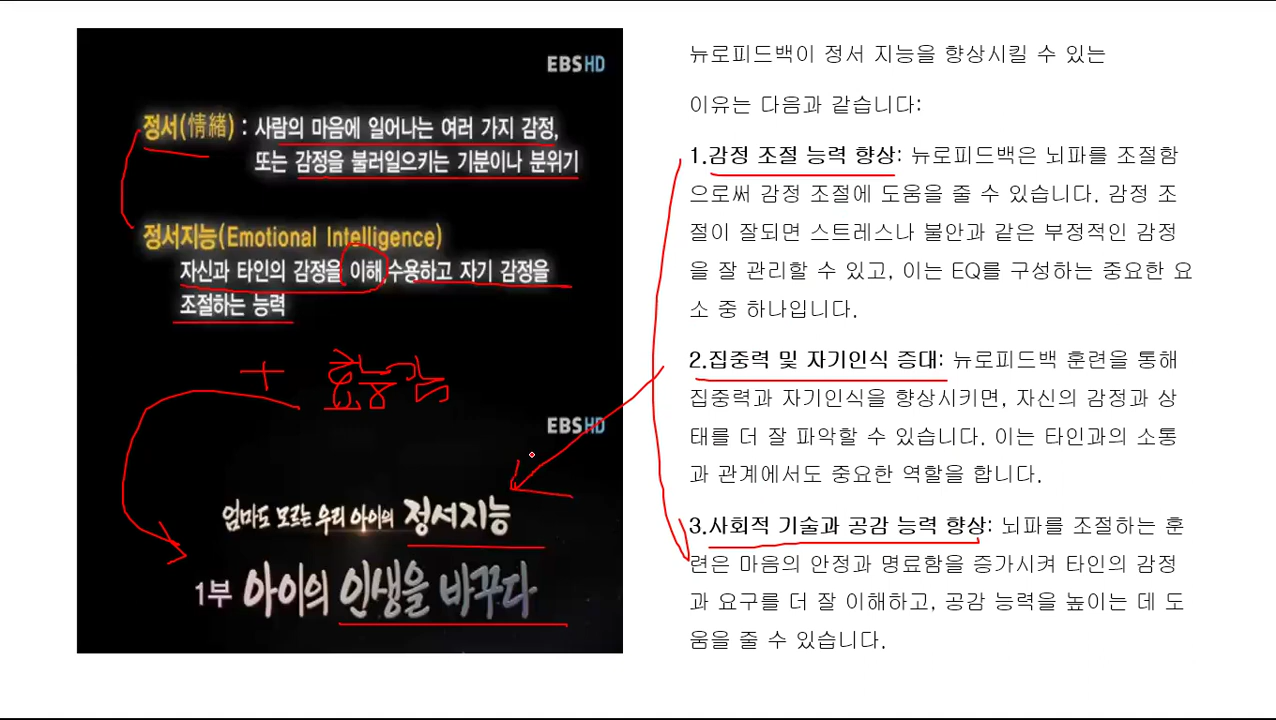 EBS HD
정서(情緖) : 사람의 마음에 일어나는 여러 가지 감정,
또는 감정을 불러일으키는 기분이나 분위기
정서지능(Emotional Intelligence)
자신과 타인의 감정을 이해,수용하고 자기 감정을
조절하는 능력
+
EBS HD
엄마도 모르는 우리 아이의 정서지능
1부 아이의 인생을 바꾸다
뉴로피드백이 정서 지능을 향상시킬 수 있는
이유는 다음과 같습니다:
1.감정 조절 능력 향상: 뉴로피드백은 뇌파를 조절함
으로써 감정 조절에 도움을 줄 수 있습니다. 감정 조
절이 잘되면 스트레스나 불안과 같은 부정적인 감정
을 잘 관리할 수 있고, 이는 EQ를 구성하는 중요한 요
소 중 하나입니다.
2.집중력 및 자기인식 증대: 뉴로피드백 훈련을 통해
집중력과 자기인식을 향상시키면, 자신의 감정과 상
태를 더 잘 파악할 수 있습니다. 이는 타인과의 소통
과 관계에서도 중요한 역할을 합니다.
3.사회적 기술과 공감 능력 향상: 뇌파를 조절하는 훈
련은 마음의 안정과 명료함을 증가시켜 타인의 감정
과 요구를 더 잘 이해하고, 공감 능력을 높이는 데 도
움을 줄 수 있습니다.